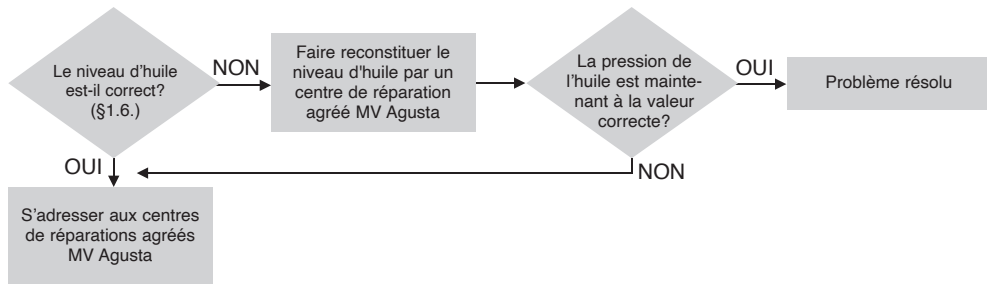 Le niveau d’huile
est-il correct?
(§1.6.)
NON
Faire reconstituer le
niveau d'huile par un
centre de réparation
agréé MV Agusta
La pression de
l’huile est mainte-
nant à la valeur
correcte?
OUI
Problème résolu
OUI
NON
S’adresser aux centres
de réparations agréés
MV Agusta